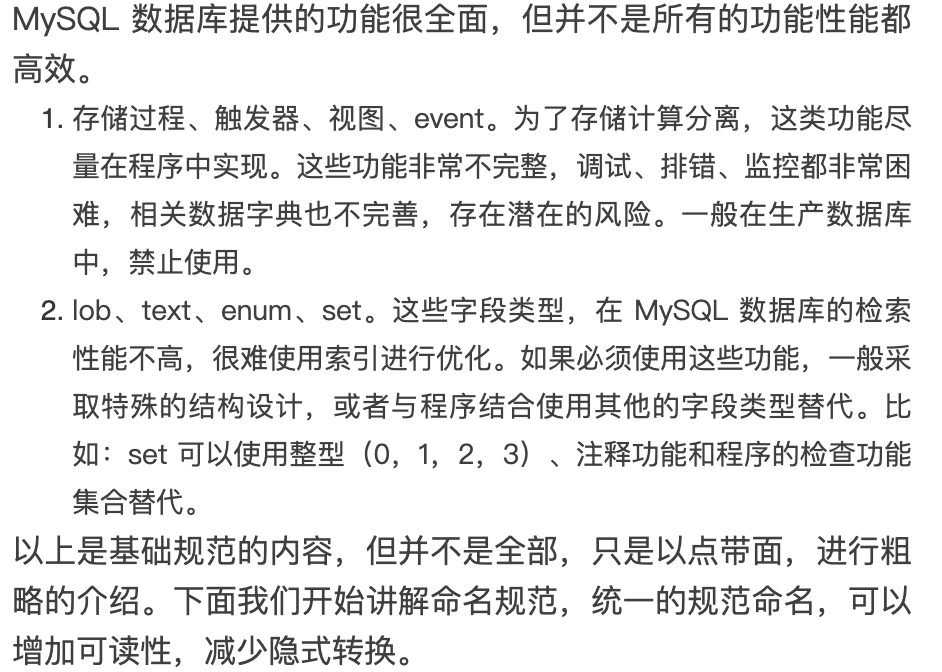 MySQL 数据库提供的功能很全面，但并不是所有的功能性能都
高效。
1. 存储过程、触发器、视图、event。为了存储计算分离，这类功能尽
量在程序中实现。这些功能非常不完整，调试、排错、监控都非常困
难，相关数据字典也不完善，存在潜在的风险。一般在生产数据库
中，禁止使用。
2. lob、text、enum、set。这些字段类型，在 MySQL 数据库的检索
性能不高，很难使用索引进行优化。如果必须使用这些功能，一般采
取特殊的结构设计，或者与程序结合使用其他的字段类型替代。比
如：set 可以使用整型（0，1，2，3）、注释功能和程序的检查功能
集合替代。
以上是基础规范的内容，但并不是全部，只是以点带面，进行粗
略的介绍。下面我们开始讲解命名规范，统一的规范命名，可以
增加可读性，减少隐式转换。